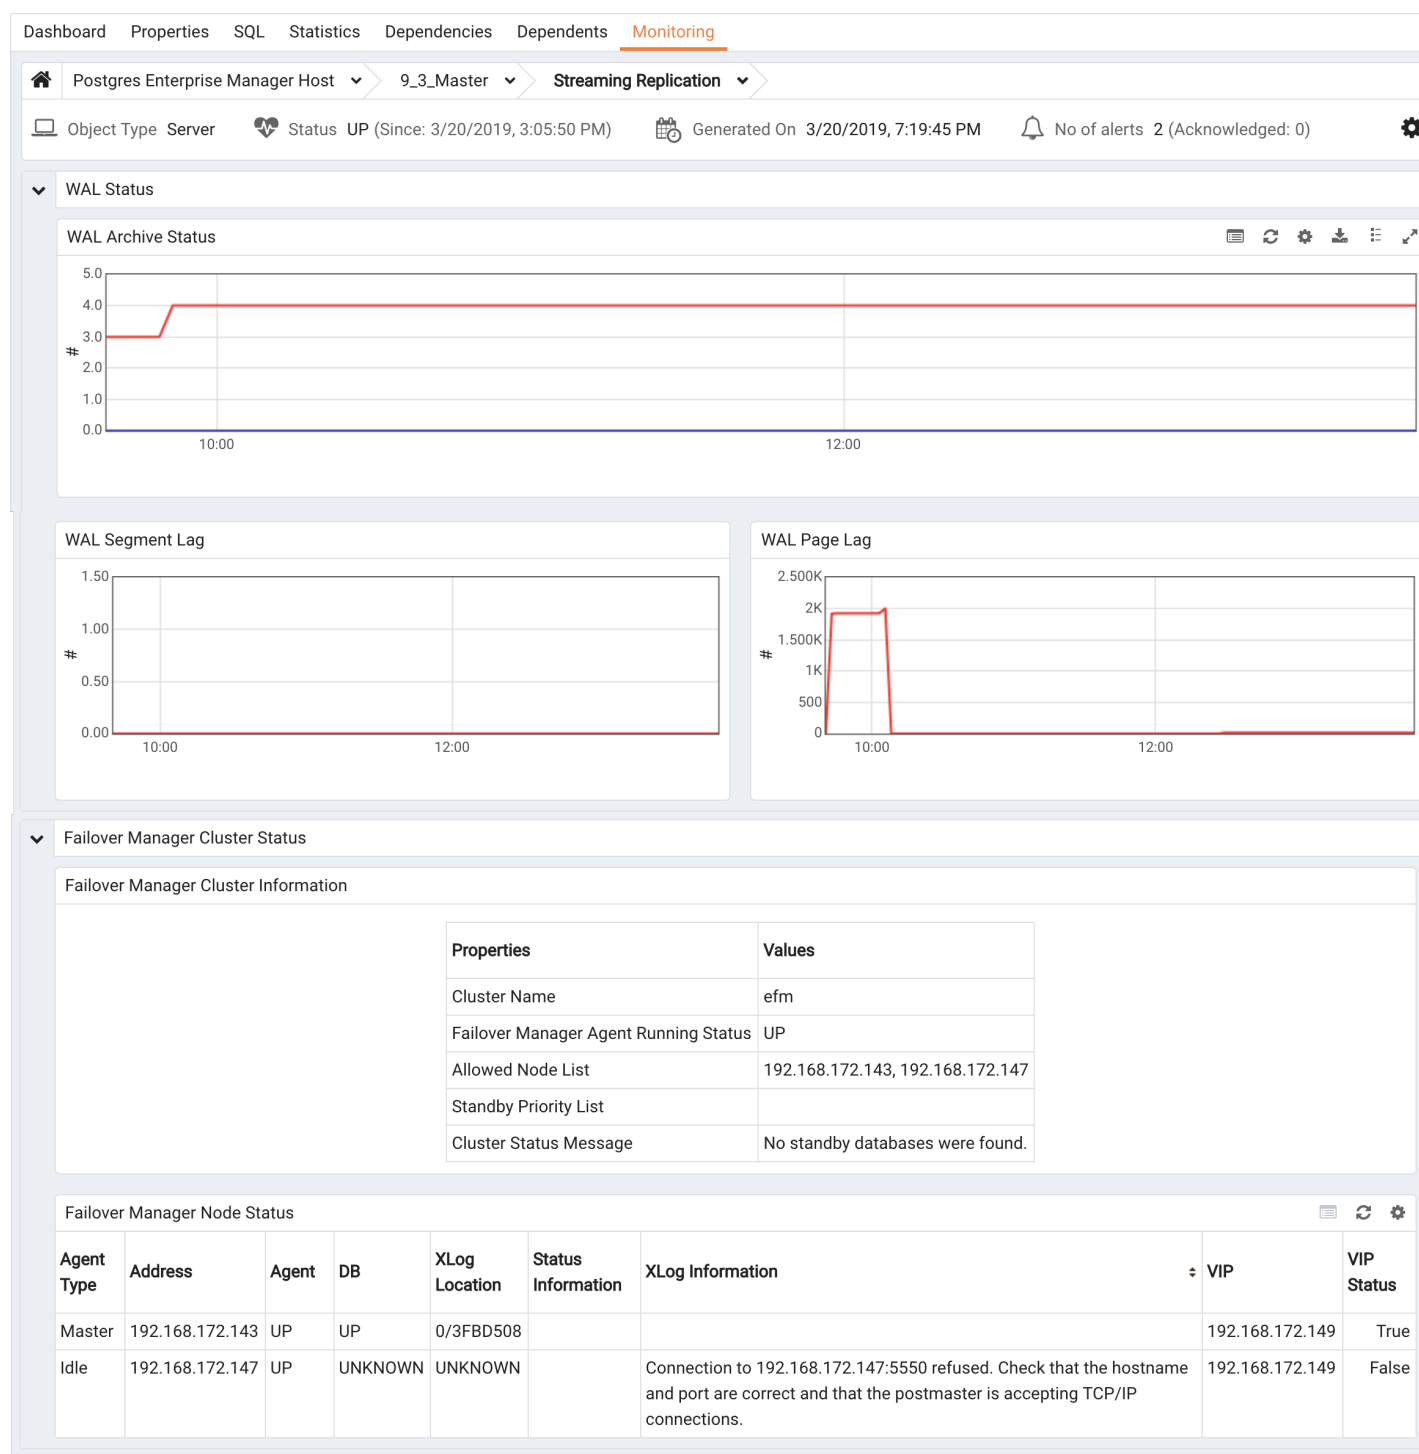 Dashboard Properties SQL Statistics Dependencies Dependents Monitoring
Postgres Enterprise Manager Host 9_3_Master Streaming Replication
Object Type Server Status UP (Since: 3/20/2019, 3:05:50 PM) Generated On 3/20/2019, 7:19:45 PM No of alerts 2 (Acknowledged: 0)
WAL Status
WAL Archive Status
5.0
4.0
3.0
#
2.0
1.0
0.0
10:00 12:00
WAL Segment Lag
1.50
1.00
#
0.50
0.00
10:00 12:00
WAL Page Lag
2.500K
2K
1.500K
#
1K
500
0
10:00 12:00
Failover Manager Cluster Status
Failover Manager Cluster Information
Properties Values
Cluster Name efm
Failover Manager Agent Running Status UP
Allowed Node List 192.168.172.143, 192.168.172.147
Standby Priority List
Cluster Status Message No standby databases were found.
Failover Manager Node Status
Agent Type Address Agent DB XLog Location Status Information XLog Information VIP VIP Status
Master 192.168.172.143 UP UP 0/3FBD508 192.168.172.149 True
Idle 192.168.172.147 UP UNKNOWN UNKNOWN Connection to 192.168.172.147:5550 refused. Check that the hostname 192.168.172.149 False
and port are correct and that the postmaster is accepting TCP/IP
connections.